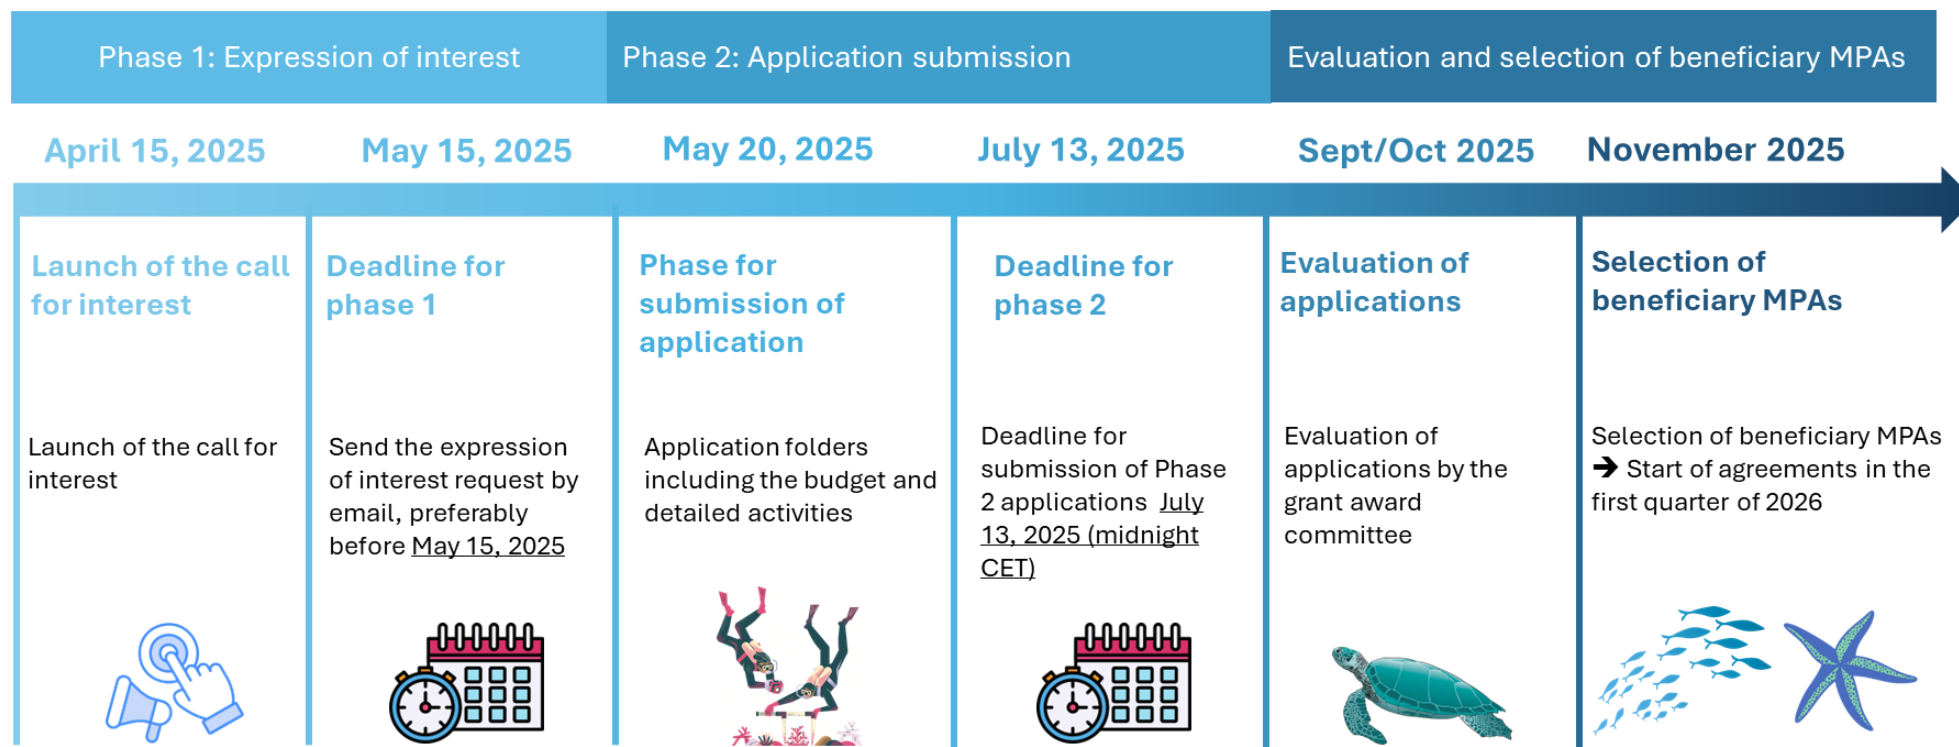 Phase 1: Expression of interest
Phase 2: Application submission
Evaluation and selection of beneficiary MPAs
April 15, 2025
May 15, 2025
May 20, 2025
July 13, 2025
Sept/Oct 2025
November 2025
Launch of the call
for interest
Launch of the call for
interest
Deadline for
phase 1
Send the expression
of interest request by
email, preferably
before May 15, 2025
Phase for
submission of
application
Application folders
including the budget and
detailed activities
Deadline for
phase 2
Deadline for
submission of Phase
2 applications July
13, 2025 (midnight
CET)
Evaluation of
applications
Evaluation of
applications by the
grant award
committee
Selection of
beneficiary MPAs
Selection of beneficiary MPAs
➔ Start of agreements in the
first quarter of 2026